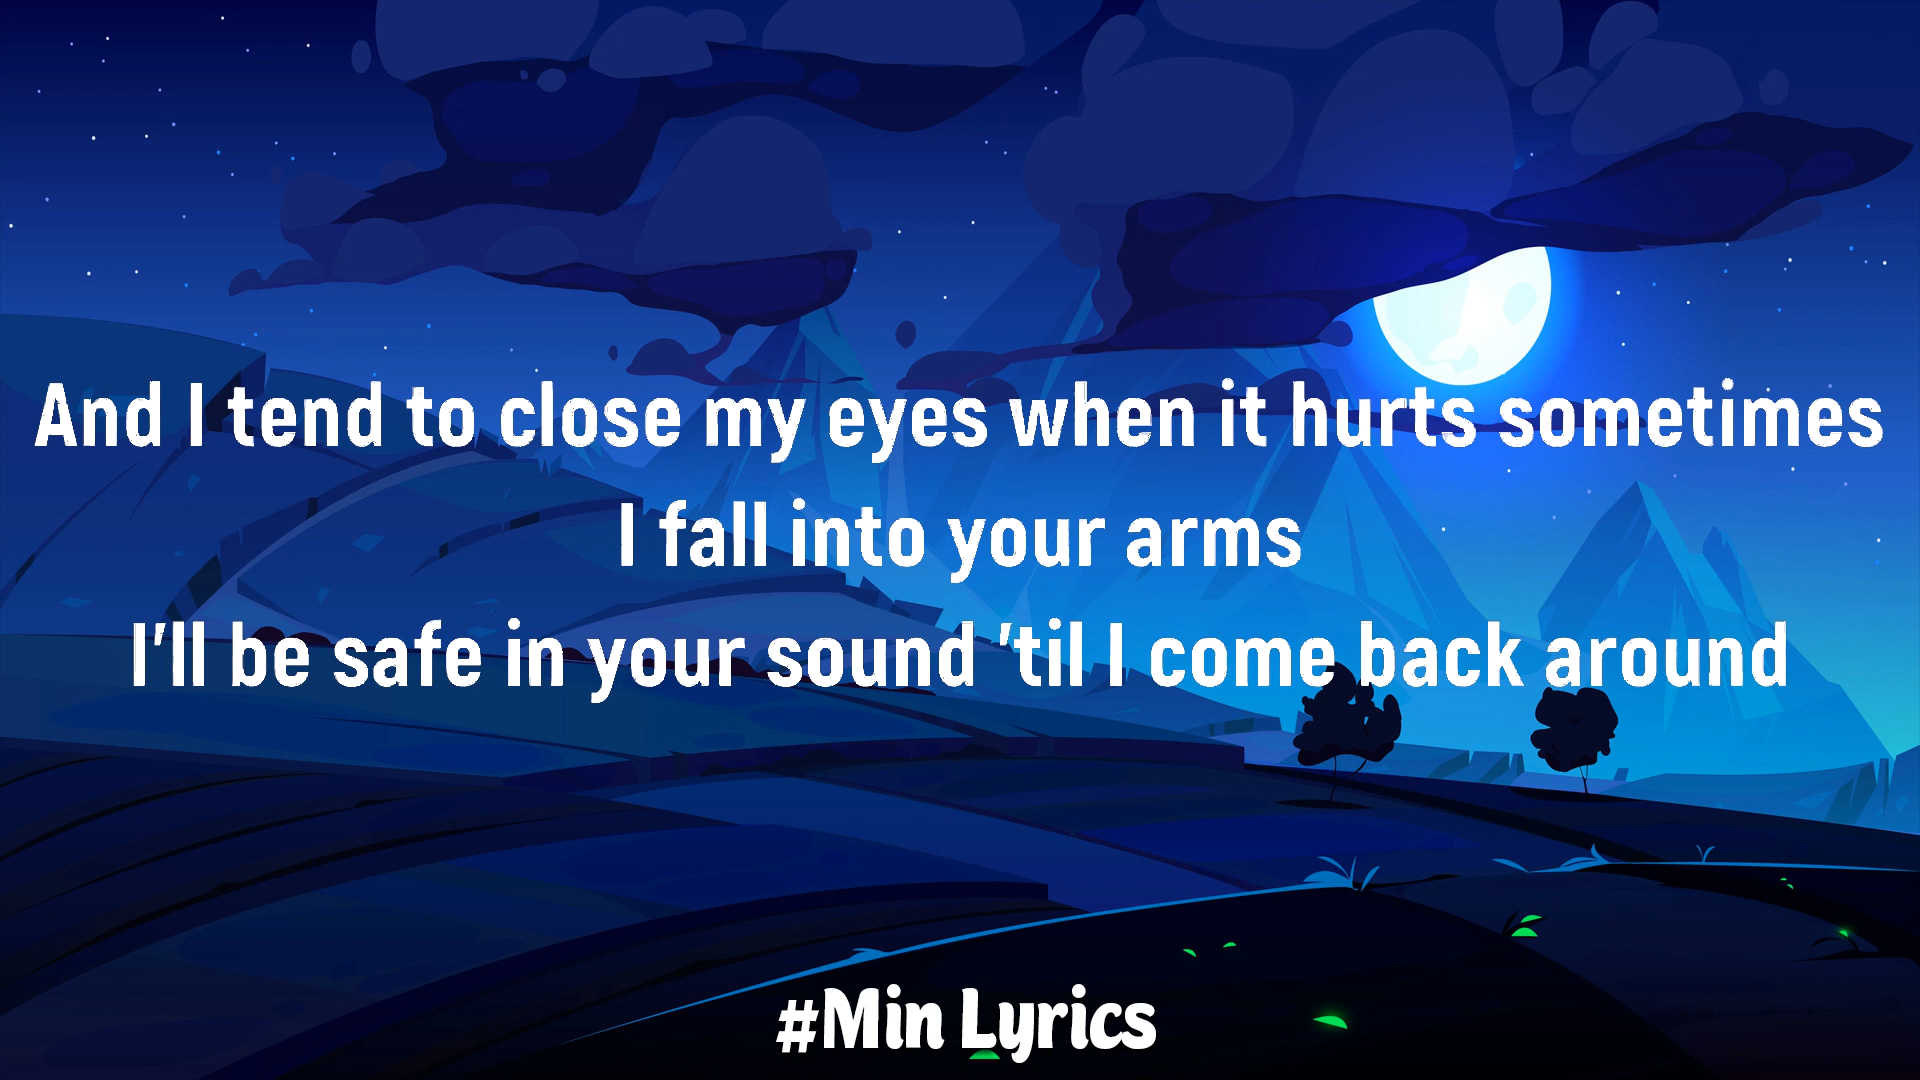 And I tend to close my eyes when it hurts sometimes
I fall into your arms
I'll be safe in your sound 'til I come back around
#Min Lyrics